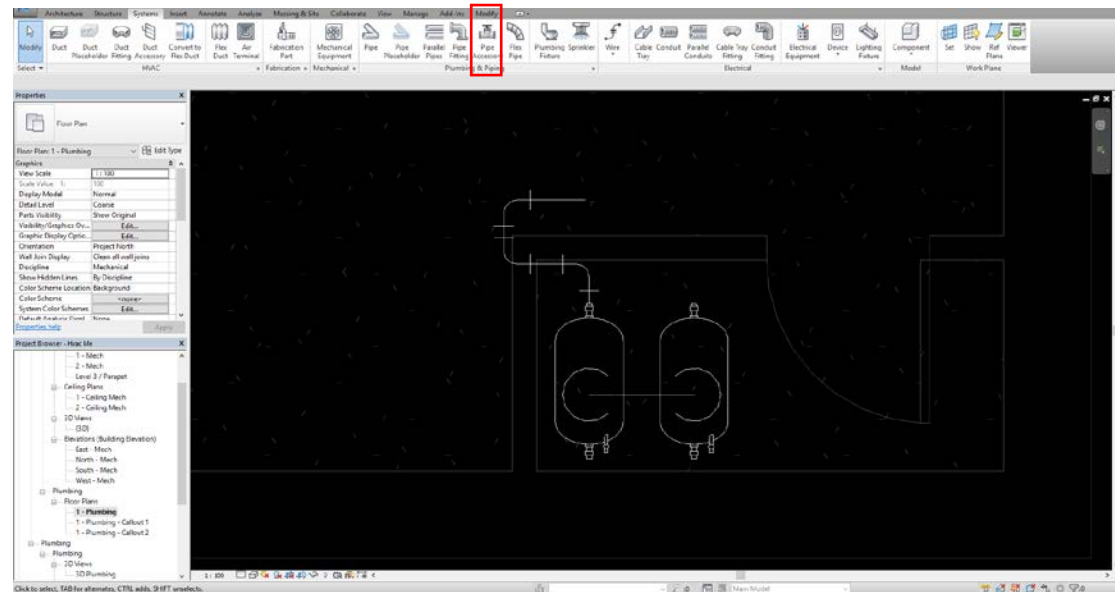 Architecture Structure Systems Insert Annotate Analyze Massing & Site Collaborate View Manage Add-Ins Modify
Modify Duct Duct Placeholder Duct Fitting Duct Accessory Convert to Flex Duct Flex Duct Air Terminal Fabrication Part Mechanical Equipment Pipe Pipe Placeholder Parallel Pipes Pipe Fitting Pipe Accessory Flex Pipe Plumbing Fixture Sprinkler Wire Cable Tray Conduit Parallel Conduits Cable Tray Fitting Conduit Fitting Electrical Equipment Device Lighting Fixture Component Set Show Ref Plane Viewer
Select HVAC Fabrication Mechanical Plumbing & Piping Electrical Model Work Plane
Properties X
Floor Plan
Floor Plan: 1 - Plumbing Edit Type
Graphics
View Scale 1 : 100
Scale Value 1: 100
Display Model Normal
Detail Level Coarse
Parts Visibility Show Original
Visibility/Graphics Ov... Edit...
Graphic Display Optio... Edit...
Orientation Project North
Wall Join Display Clean all wall joins
Discipline Mechanical
Show Hidden Lines By Discipline
Color Scheme Location Background
Color Scheme <none>
System Color Schemes Edit...
Default Analysis Displ... None
Properties help Apply
Project Browser - Hvac Me X
1 - Mech
2 - Mech
Level 3 / Parapet
Ceiling Plans
1 - Ceiling Mech
2 - Ceiling Mech
3D Views
{3D}
Elevations (Building Elevation)
East - Mech
North - Mech
South - Mech
West - Mech
Plumbing
Floor Plans
1 - Plumbing
1 - Plumbing - Callout 1
1 - Plumbing - Callout 2
Plumbing
Plumbing
3D Views
3D Plumbing
1 : 100
Click to select, TAB for alternates, CTRL adds, SHIFT unselects.
Main Model